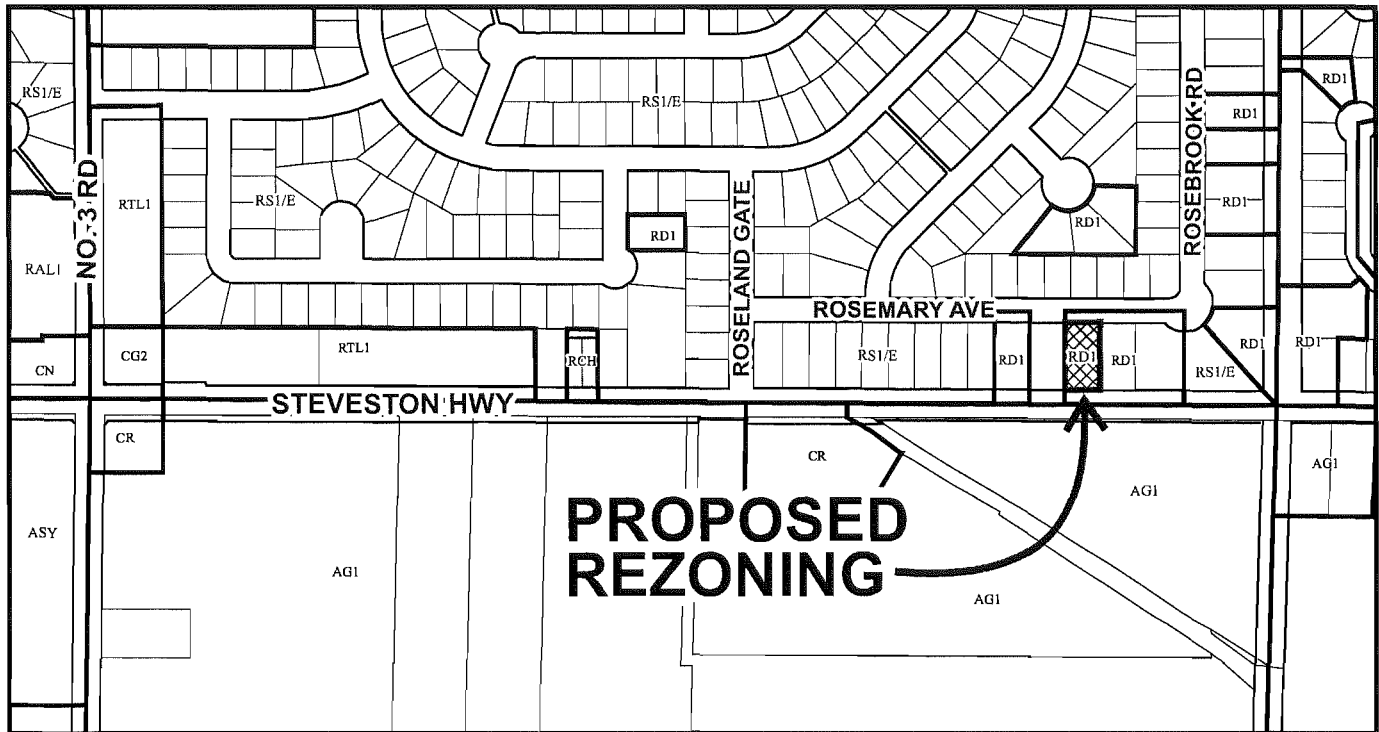 RS1/E
RS1/E
RD1
RD1
NO. 3 RD
RTL1
RS1/E
ROSELAND GATE
RD1
RD1
ROSEBROOK RD
RD1
RAL1
ROSEMARY AVE
CN
CG2
RTL1
RCH
RS1/E
RD1
RD1
RD1
RS1/E
RD1
RD1
STEVESTON HWY
CR
CR
AG1
AG1
ASY
AG1
PROPOSED
REZONING
AG1